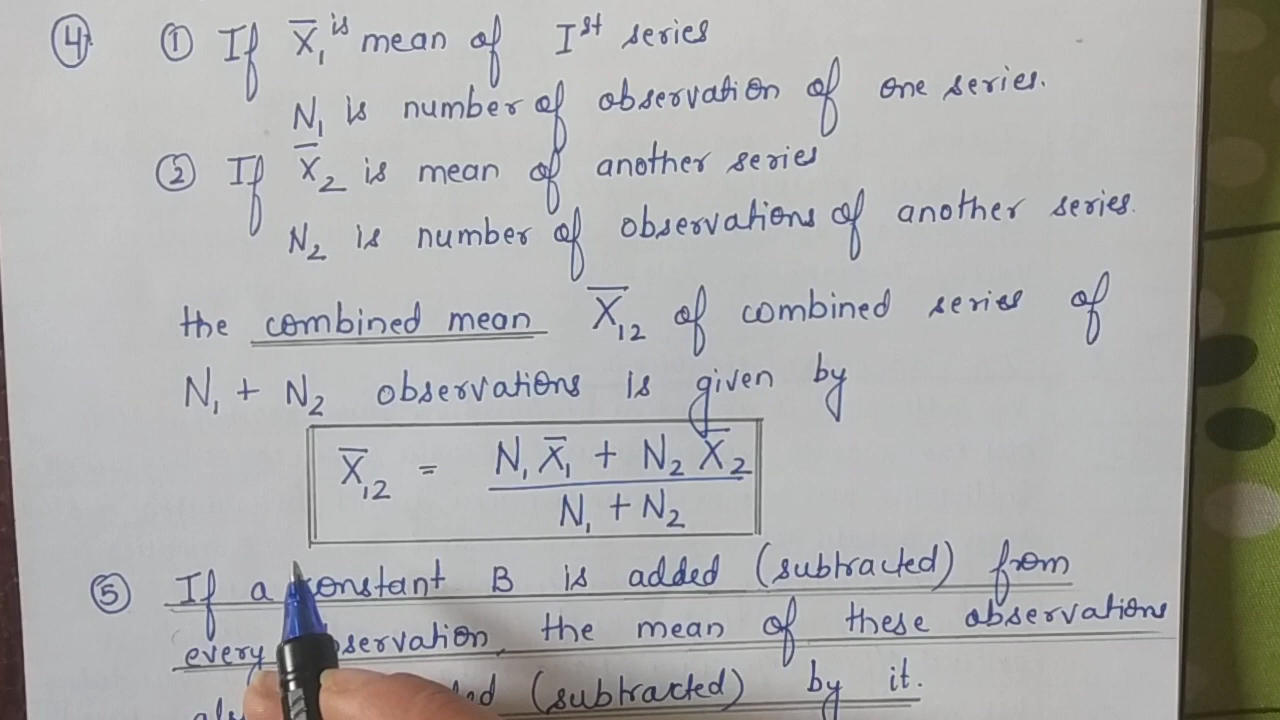 ④ ① If X̅₁ is mean of Iˢᵗ series
N₁ is number of observation of one series.
② If X̅₂ is mean of another series
N₂ is number of observations of another series.
the combined mean X̅₁₂ of combined series of
N₁ + N₂ observations is given by
X̅₁₂ = (N₁X̅₁ + N₂X̅₂) / (N₁ + N₂)
⑤ If a constant B is added (subtracted) from
every the mean of these observations
(subtracted) by it.